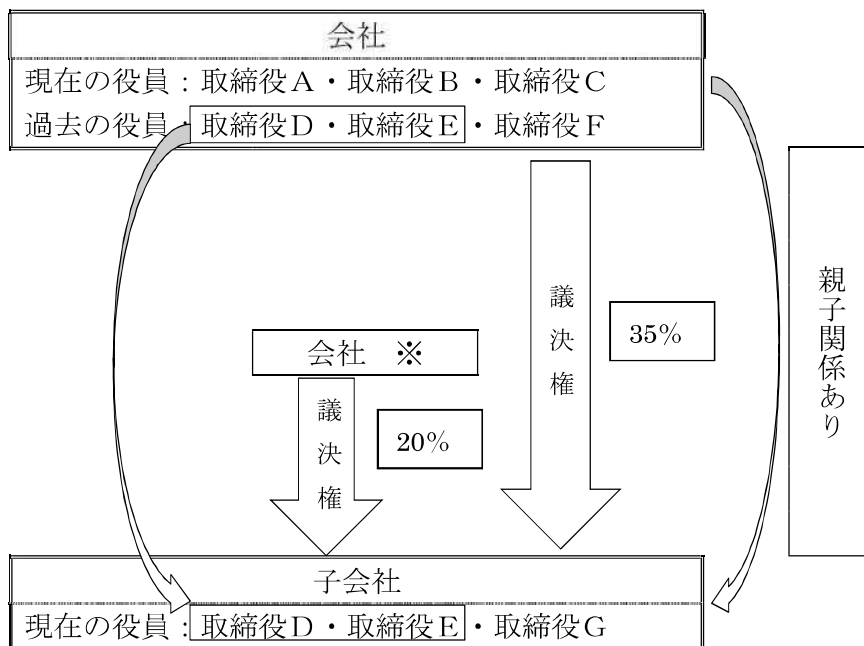 会社
現在の役員：取締役A・取締役B・取締役C
過去の役員：取締役D・取締役E・取締役F
議決権
35%
親子関係あり
会社　※
議決権
20%
子会社
現在の役員：取締役D・取締役E・取締役G